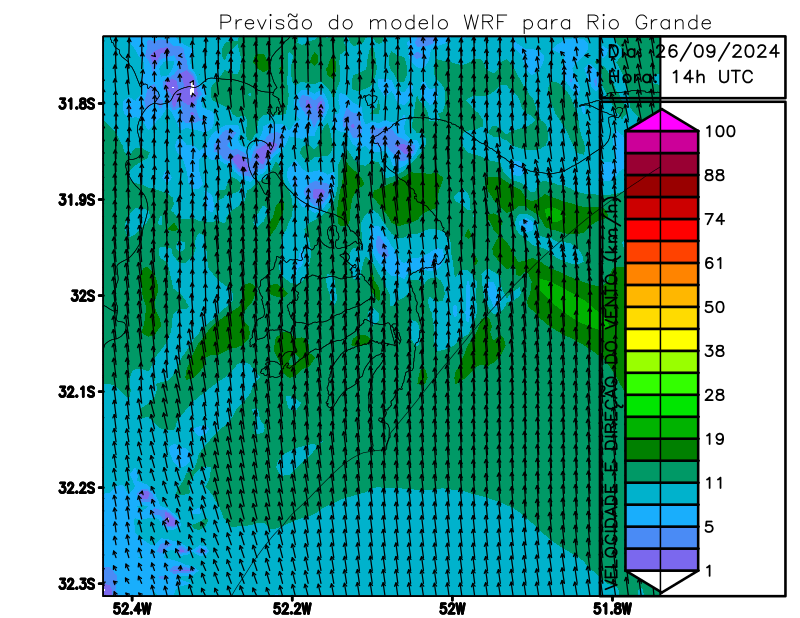 Previsão do modelo WRF para Rio Grande
Dia: 26/09/2024
Hora: 14h UTC
31.8S
31.9S
32S
32.1S
32.2S
32.3S
52.4W
52.2W
52W
51.8W
VELOCIDADE E DIREÇÃO DO VENTO (km/h)
100
88
74
61
50
38
28
19
11
5
1